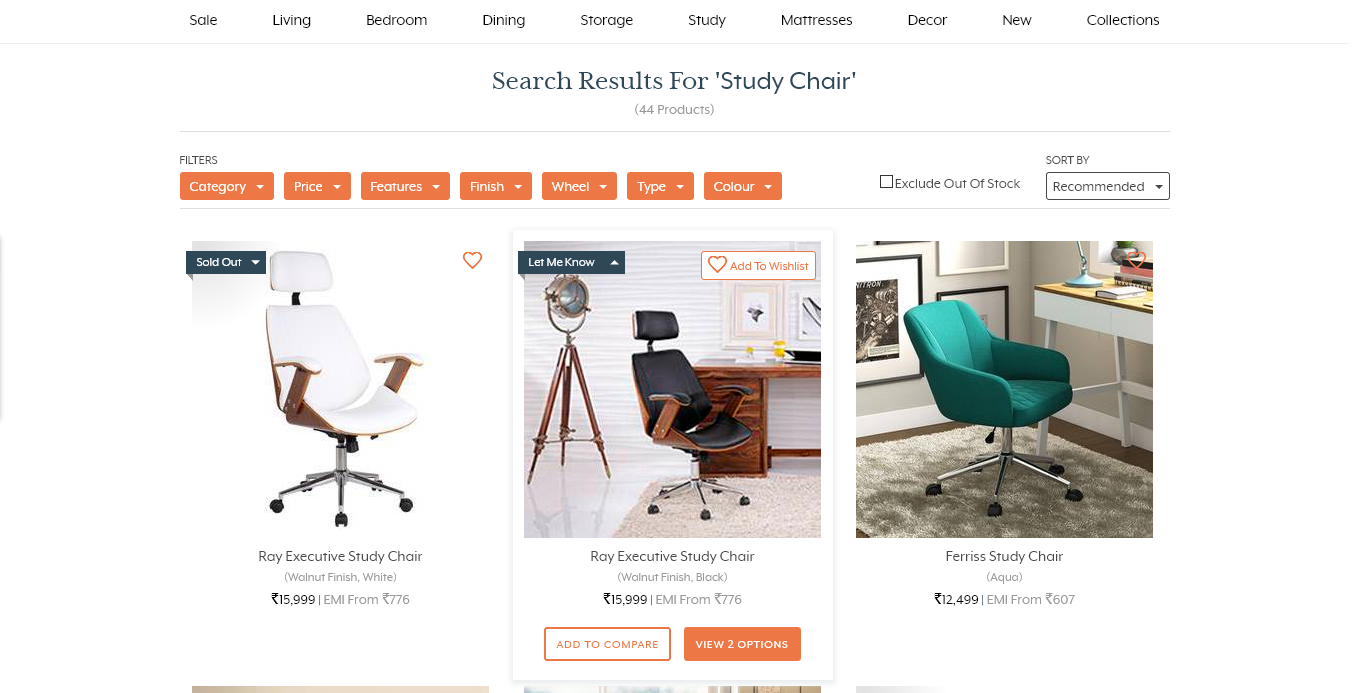 Sale Living Bedroom Dining Storage Study Mattresses Decor New Collections
Search Results For 'Study Chair'
(44 Products)
FILTERS
SORT BY
Category Price Features Finish Wheel Type Colour
Exclude Out Of Stock
Recommended
Sold Out
Let Me Know
Add To Wishlist
NITRON.
Ray Executive Study Chair
(Walnut Finish, White)
₹15,999 | EMI From ₹776
Ray Executive Study Chair
(Walnut Finish, Black)
₹15,999 | EMI From ₹776
ADD TO COMPARE
VIEW 2 OPTIONS
Ferriss Study Chair
(Aqua)
₹12,499 | EMI From ₹607